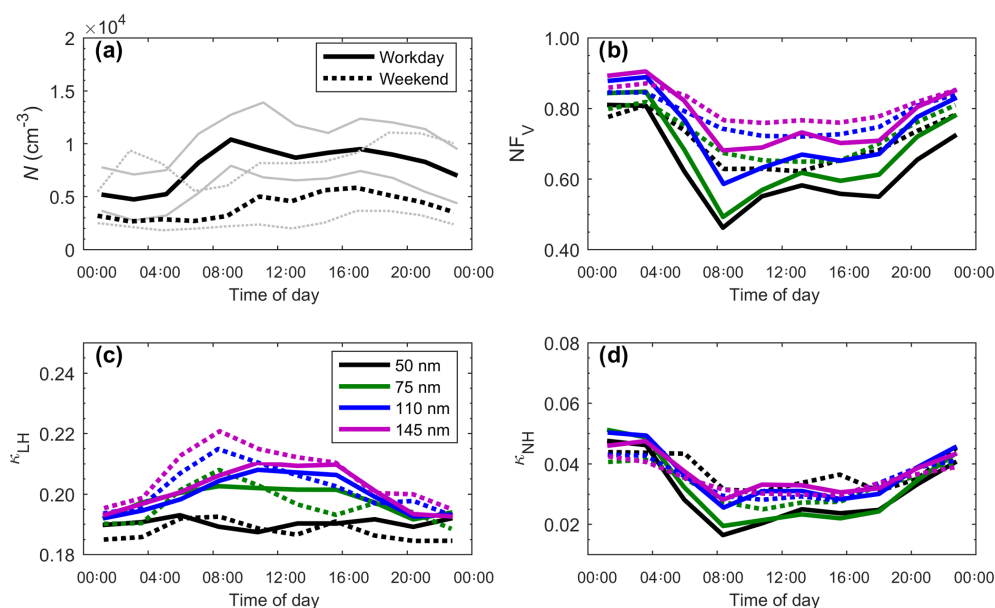 ×10⁴
(a)
Workday
Weekend
2
1.5
1
0.5
0
N (cm⁻³)
00:00 04:00 08:00 12:00 16:00 20:00 00:00
Time of day
(b)
1.00
0.80
0.60
0.40
NF_V
00:00 04:00 08:00 12:00 16:00 20:00 00:00
Time of day
(c)
50 nm
75 nm
110 nm
145 nm
0.24
0.22
0.20
0.18
κ_LH
00:00 04:00 08:00 12:00 16:00 20:00 00:00
Time of day
(d)
0.08
0.06
0.04
0.02
κ_NH
00:00 04:00 08:00 12:00 16:00 20:00 00:00
Time of day